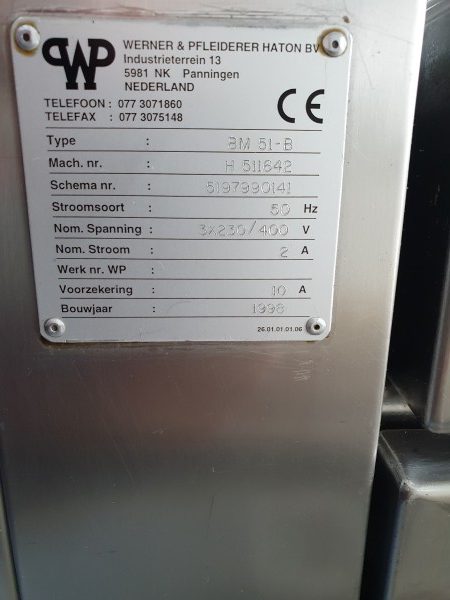 WP
WERNER & PFLEIDERER HATON BV
Industrieterrein 13
5981 NK Panningen
NEDERLAND
TELEFOON : 077 3071860
TELEFAX : 077 3075148
CE
Type : BM 51-B
Mach. nr. : H 511642
Schema nr. : 5197990141
Stroomsoort : 50 Hz
Nom. Spanning : 3X230/400 V
Nom. Stroom : 2 A
Werk nr. WP :
Voorzekering : 10 A
Bouwjaar : 1998
26.01.01.01.06